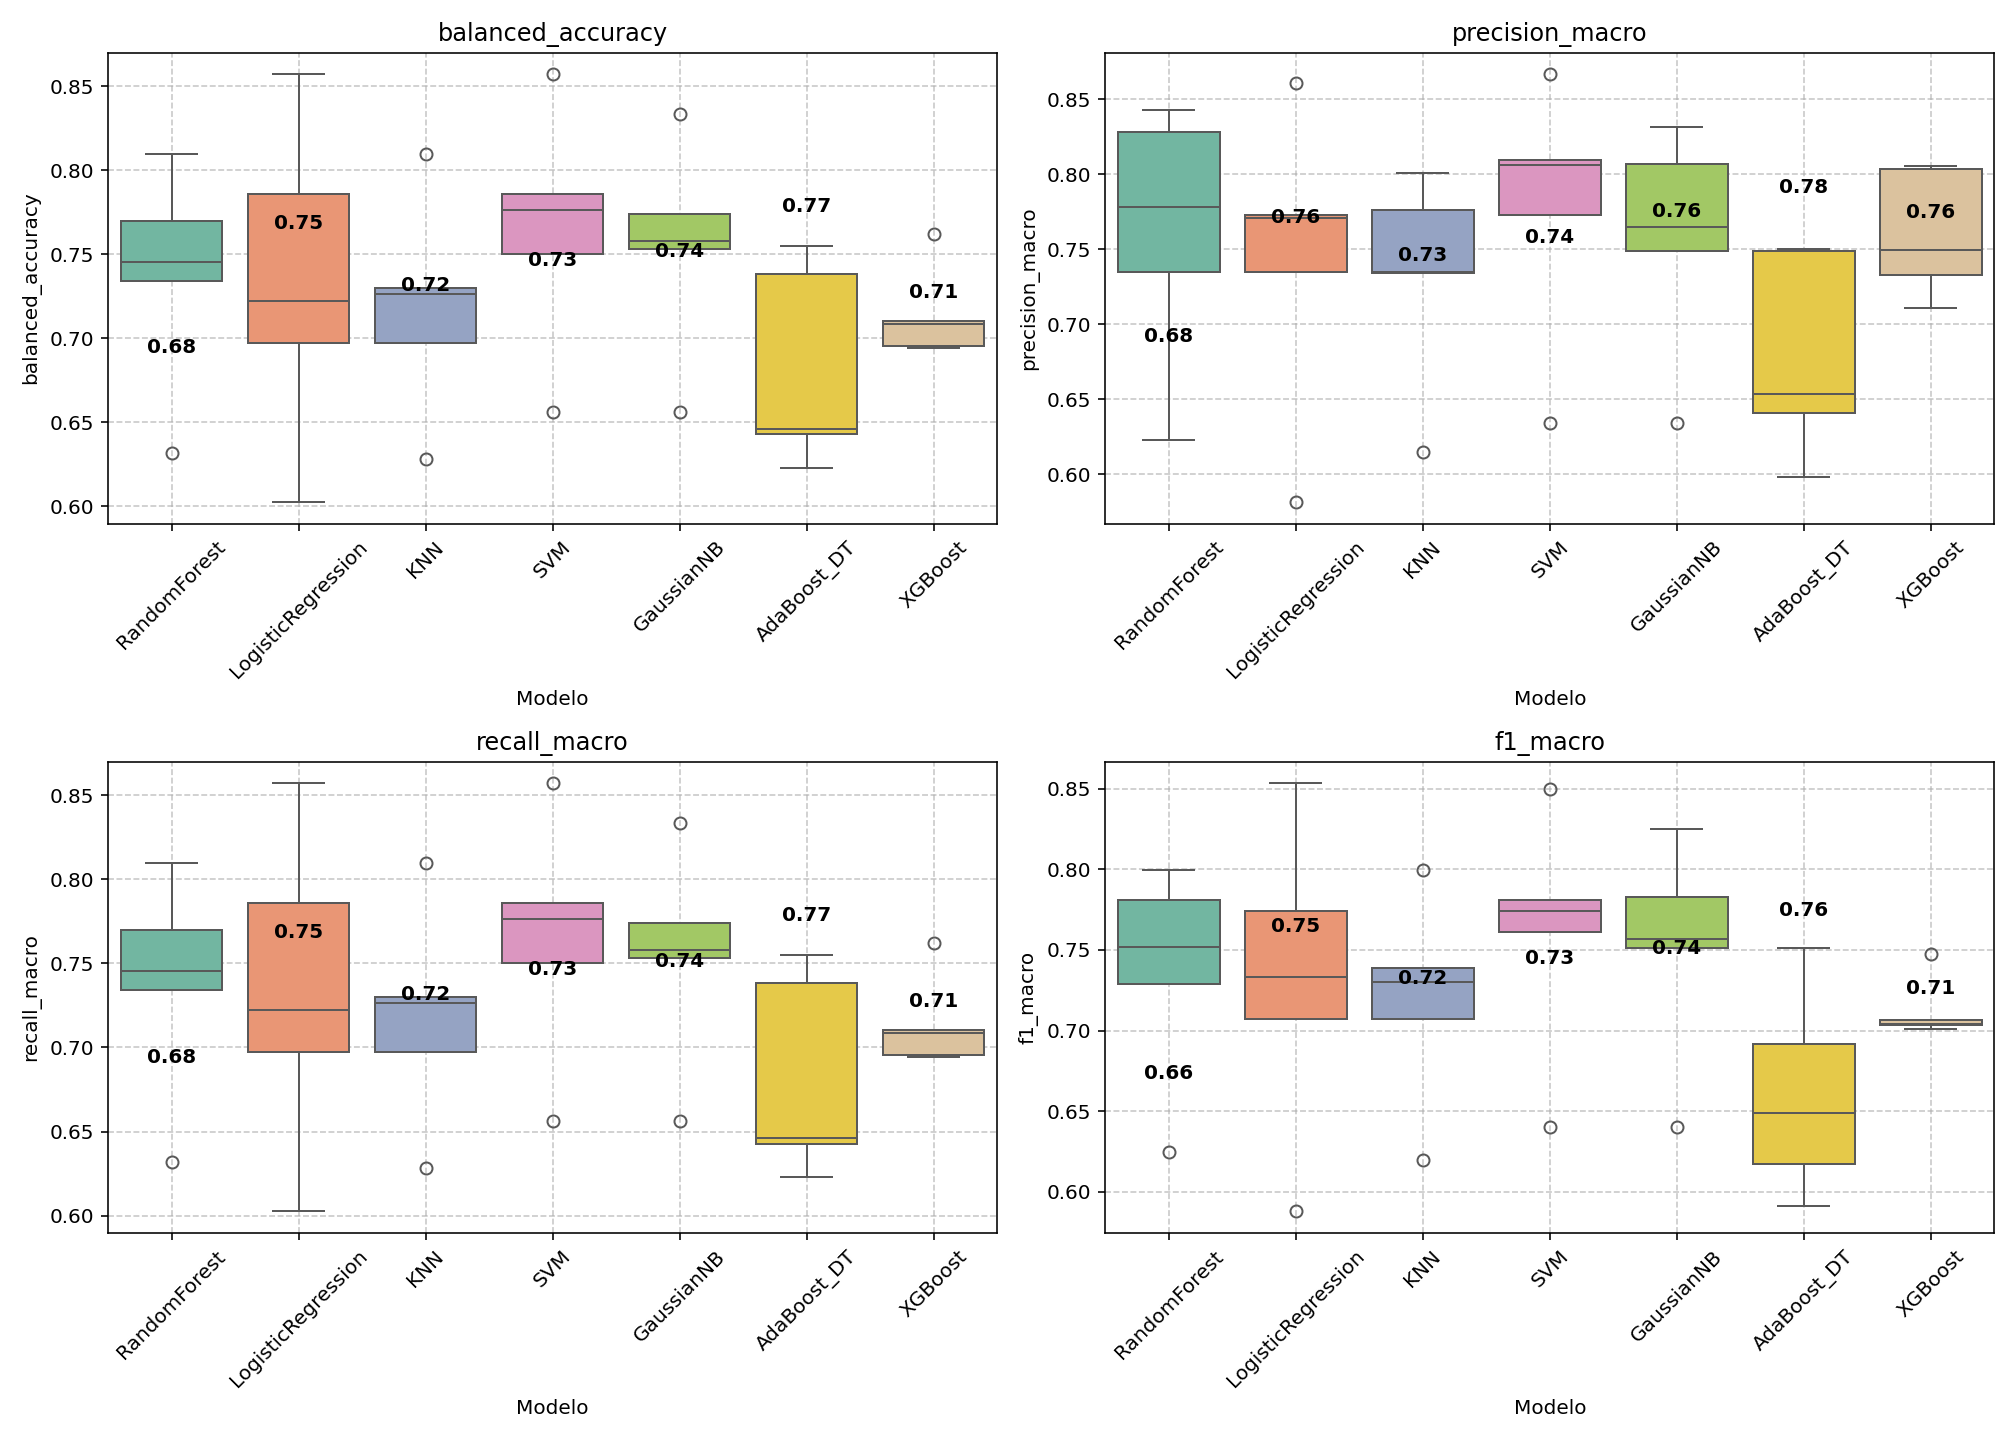 balanced_accuracy
balanced_accuracy
0.85
0.80
0.75
0.70
0.65
0.60
0.68
0.75
0.72
0.73
0.74
0.77
0.71
RandomForest
LogisticRegression
KNN
SVM
GaussianNB
AdaBoost_DT
XGBoost
Modelo
precision_macro
precision_macro
0.85
0.80
0.75
0.70
0.65
0.60
0.68
0.76
0.73
0.74
0.76
0.78
0.76
RandomForest
LogisticRegression
KNN
SVM
GaussianNB
AdaBoost_DT
XGBoost
Modelo
recall_macro
recall_macro
0.85
0.80
0.75
0.70
0.65
0.60
0.68
0.75
0.72
0.73
0.74
0.77
0.71
RandomForest
LogisticRegression
KNN
SVM
GaussianNB
AdaBoost_DT
XGBoost
Modelo
f1_macro
f1_macro
0.85
0.80
0.75
0.70
0.65
0.60
0.66
0.75
0.72
0.73
0.74
0.76
0.71
RandomForest
LogisticRegression
KNN
SVM
GaussianNB
AdaBoost_DT
XGBoost
Modelo